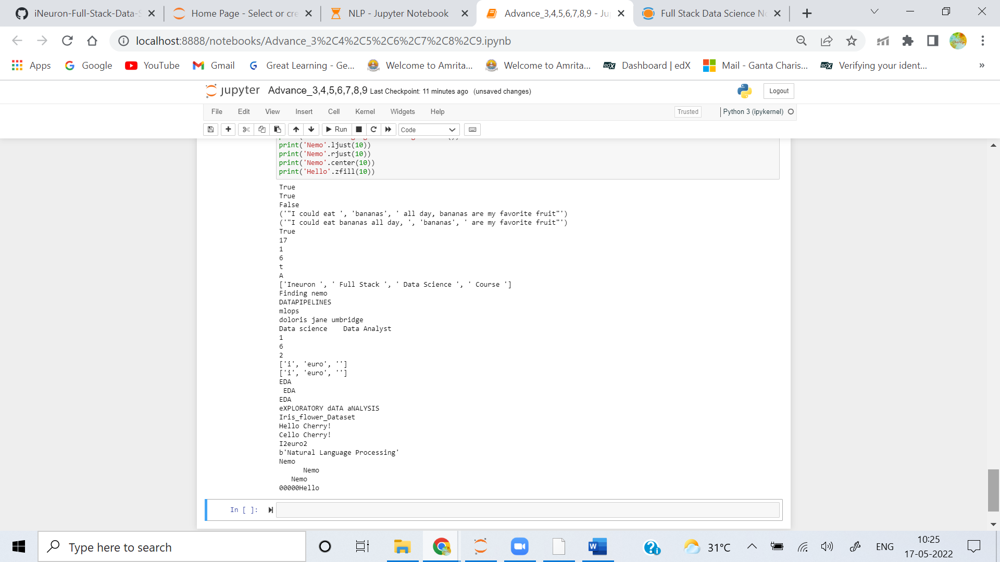 iNeuron-Full-Stack-Data-S
Home Page - Select or cre
NLP - Jupyter Notebook
Advance_3,4,5,6,7,8,9 - Ju
Full Stack Data Science No
localhost:8888/notebooks/Advance_3%2C4%2C5%2C6%2C7%2C8%2C9.ipynb
Apps
Google
YouTube
Gmail
Great Learning - Ge...
Welcome to Amrita...
Welcome to Amrita...
edX Dashboard | edX
Mail - Ganta Charis...
edX Verifying your ident...
»
jupyter Advance_3,4,5,6,7,8,9 Last Checkpoint: 11 minutes ago (unsaved changes)
Logout
File Edit View Insert Cell Kernel Widgets Help
Trusted
Python 3 (ipykernel)
Run
Code
print('Nemo'.ljust(10))
print('Nemo'.rjust(10))
print('Nemo'.center(10))
print('Hello'.zfill(10))
True
True
False
('"I could eat ', 'bananas', ' all day, bananas are my favorite fruit"')
('"I could eat bananas all day, ', 'bananas', ' are my favorite fruit"')
True
17
1
6
t
A
['Ineuron ', ' Full Stack ', ' Data Science ', ' Course ']
Finding nemo
DATAPIPELINES
mlops
doloris jane umbridge
Data science    Data Analyst
1
6
2
['i', 'euro', '']
['i', 'euro', '']
EDA
 EDA
EDA
eXPLORATORY dATA aNALYSIS
Iris_flower_Dataset
Hello Cherry!
Cello Cherry!
I2euro2
b'Natural Language Processing'
Nemo
      Nemo
   Nemo
00000Hello
In [ ]:
Type here to search
31°C
ENG
10:25
17-05-2022